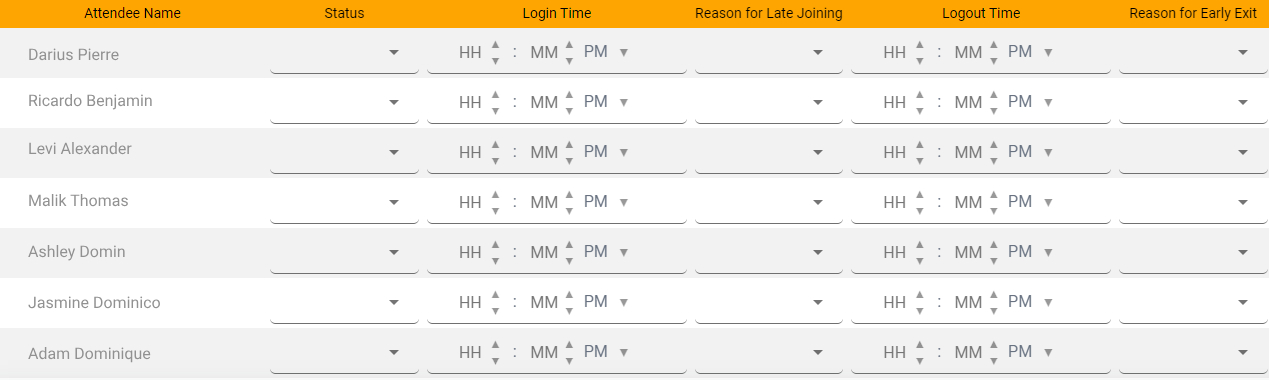 Attendee Name Status Login Time Reason for Late Joining Logout Time Reason for Early Exit
Darius Pierre HH : MM PM HH : MM PM
Ricardo Benjamin HH : MM PM HH : MM PM
Levi Alexander HH : MM PM HH : MM PM
Malik Thomas HH : MM PM HH : MM PM
Ashley Domin HH : MM PM HH : MM PM
Jasmine Dominico HH : MM PM HH : MM PM
Adam Dominique HH : MM PM HH : MM PM